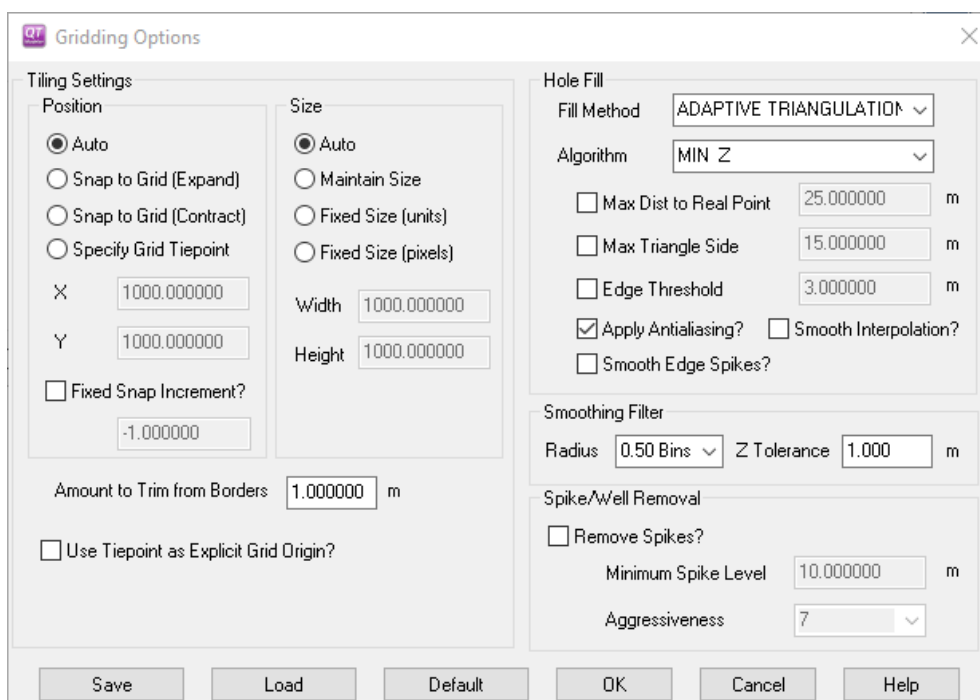 QT
Gridding Options
Tiling Settings
Position
Auto
Snap to Grid (Expand)
Snap to Grid (Contract)
Specify Grid Tiepoint
X 1000.000000
Y 1000.000000
Fixed Snap Increment?
-1.000000
Size
Auto
Maintain Size
Fixed Size (units)
Fixed Size (pixels)
Width 1000.000000
Height 1000.000000
Amount to Trim from Borders 1.000000 m
Use Tiepoint as Explicit Grid Origin?
Hole Fill
Fill Method ADAPTIVE TRIANGULATION
Algorithm MIN Z
Max Dist to Real Point 25.000000 m
Max Triangle Side 15.000000 m
Edge Threshold 3.000000 m
Apply Antialiasing? Smooth Interpolation?
Smooth Edge Spikes?
Smoothing Filter
Radius 0.50 Bins Z Tolerance 1.000 m
Spike/Well Removal
Remove Spikes?
Minimum Spike Level 10.000000 m
Aggressiveness 7
Save Load Default OK Cancel Help